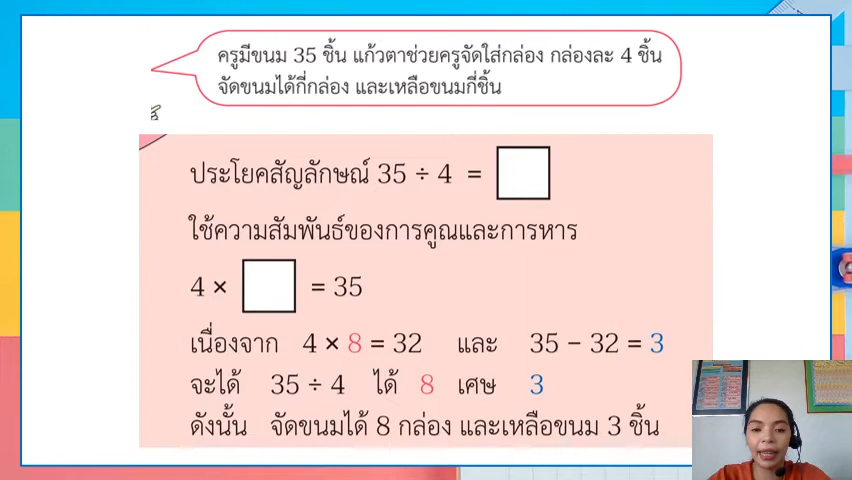 ครูมีขนม 35 ชิ้น แก้วตาช่วยครูจัดใส่กล่อง กล่องละ 4 ชิ้น
จัดขนมได้กี่กล่อง และเหลือขนมกี่ชิ้น
ประโยคสัญลักษณ์ 35 ÷ 4 =
ใช้ความสัมพันธ์ของการคูณและการหาร
4 × = 35
เนื่องจาก 4 × 8 = 32 และ 35 − 32 = 3
จะได้ 35 ÷ 4 ได้ 8 เศษ 3
ดังนั้น จัดขนมได้ 8 กล่อง และเหลือขนม 3 ชิ้น